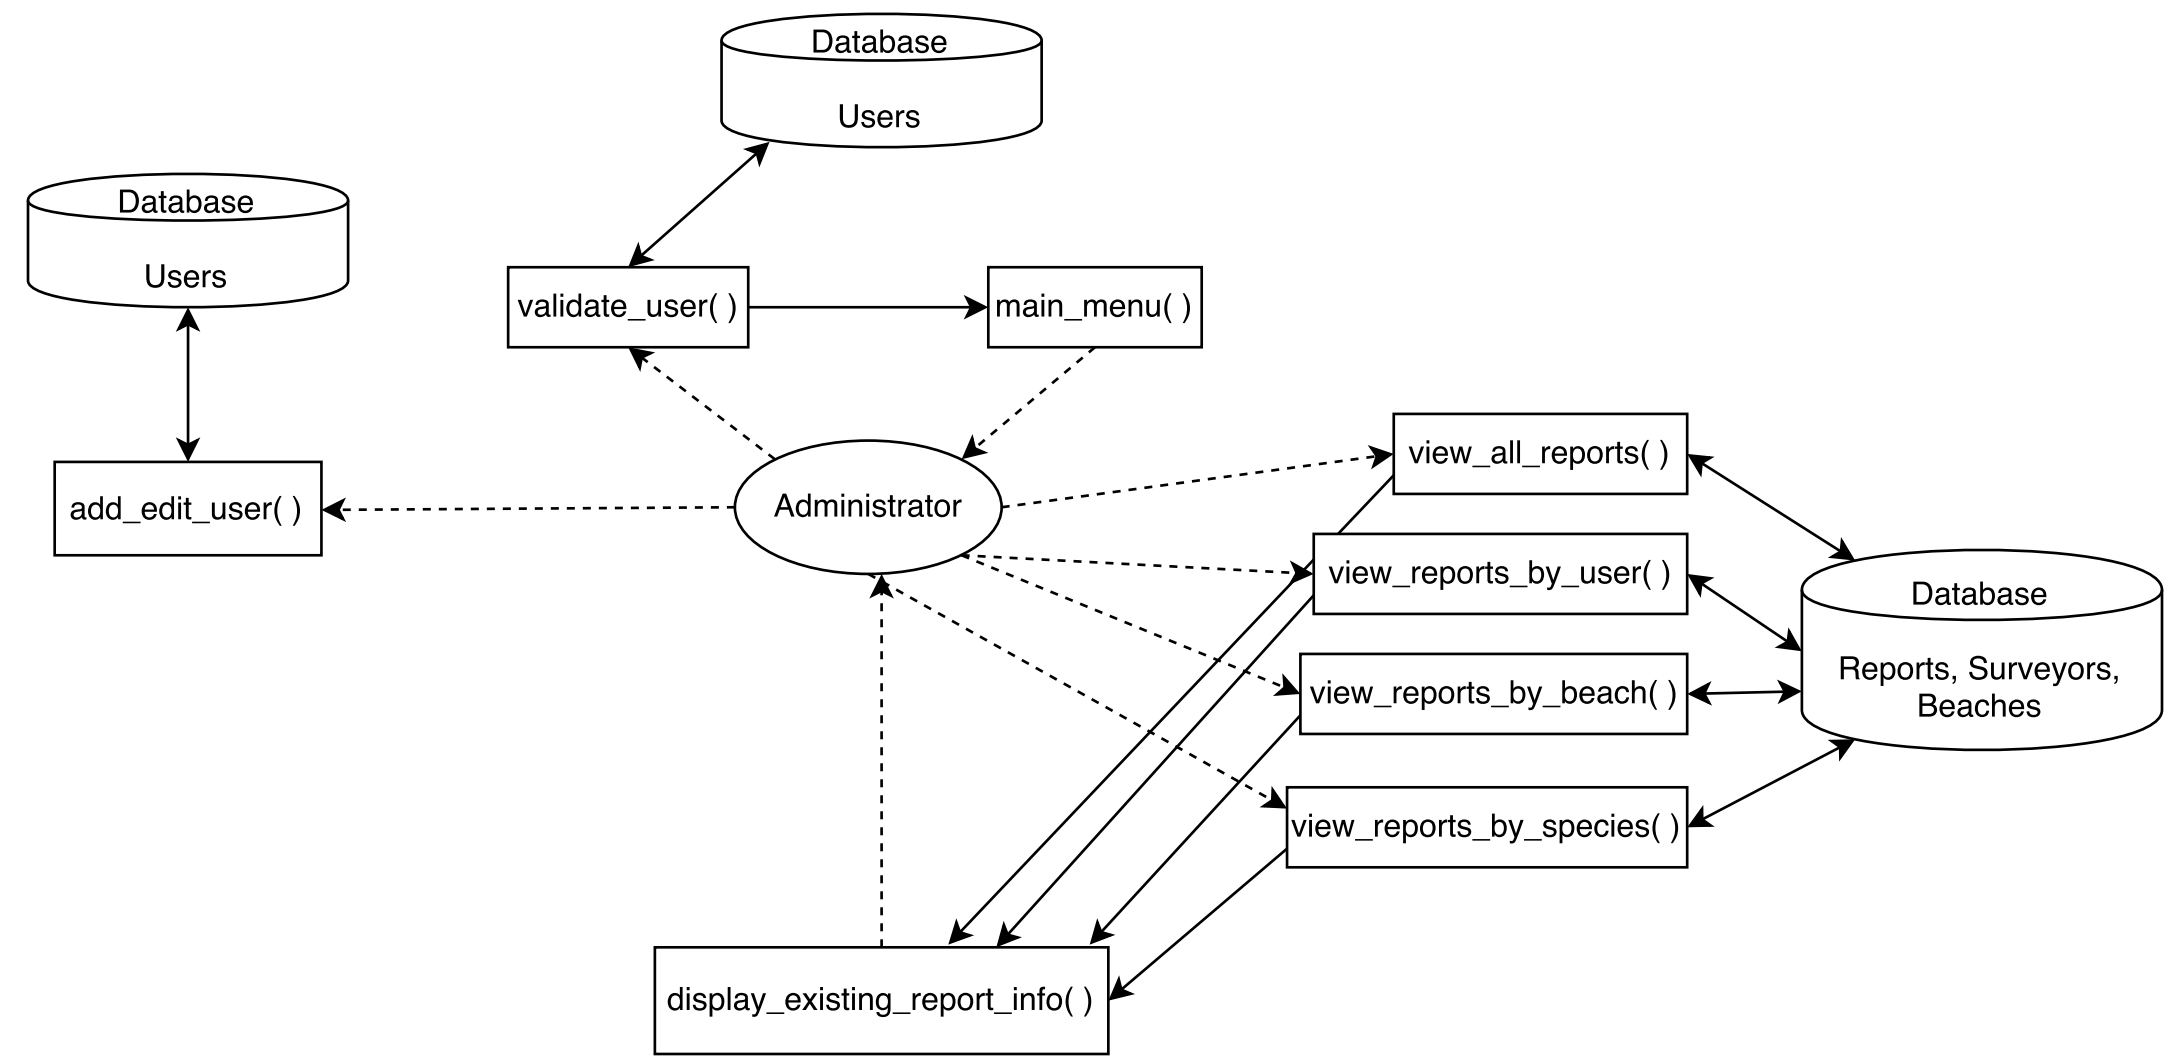 Database
Users
Database
Users
validate_user( )
main_menu( )
add_edit_user( )
Administrator
view_all_reports( )
view_reports_by_user( )
Database
Reports, Surveyors,
Beaches
view_reports_by_beach( )
view_reports_by_species( )
display_existing_report_info( )